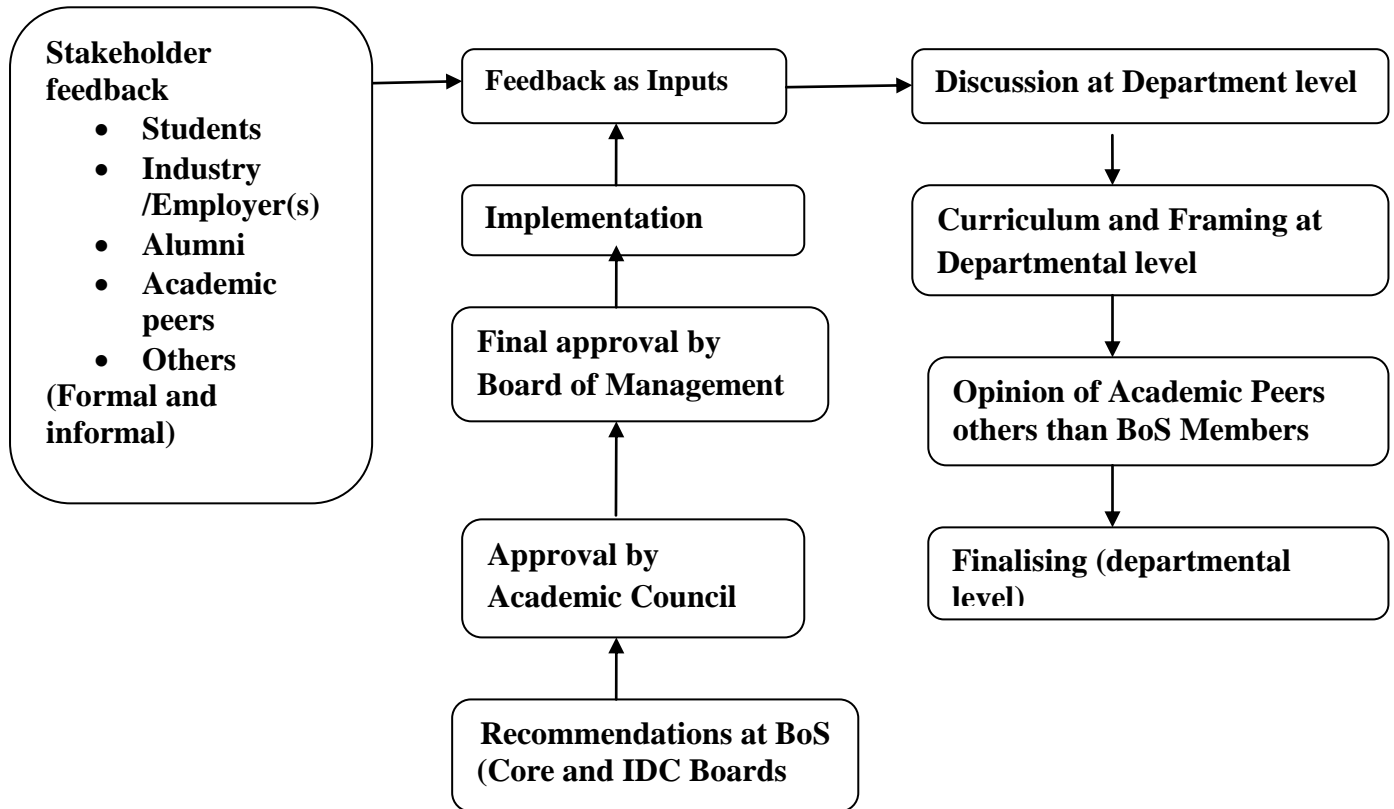 Stakeholder
feedback
• Students
• Industry
/Employer(s)
• Alumni
• Academic
peers
• Others
(Formal and
informal)
Feedback as Inputs
Implementation
Final approval by
Board of Management
Approval by
Academic Council
Recommendations at BoS
(Core and IDC Boards
Discussion at Department level
Curriculum and Framing at
Departmental level
Opinion of Academic Peers
others than BoS Members
Finalising (departmental
level)